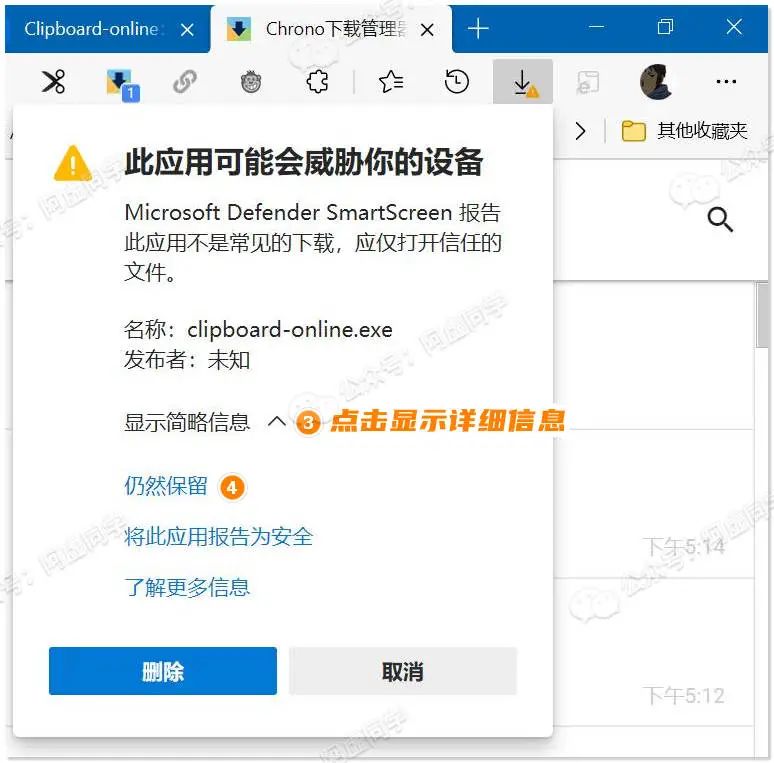 Clipboard-online
Chrono下载管理器
1
其他收藏夹
此应用可能会威胁你的设备
Microsoft Defender SmartScreen 报告
此应用不是常见的下载，应仅打开信任的
文件。
名称：clipboard-online.exe
发布者：未知
显示简略信息 3 点击显示详细信息
仍然保留 4
将此应用报告为安全
下午5:14
了解更多信息
删除 取消
下午5:12
公众号：阿虚同学